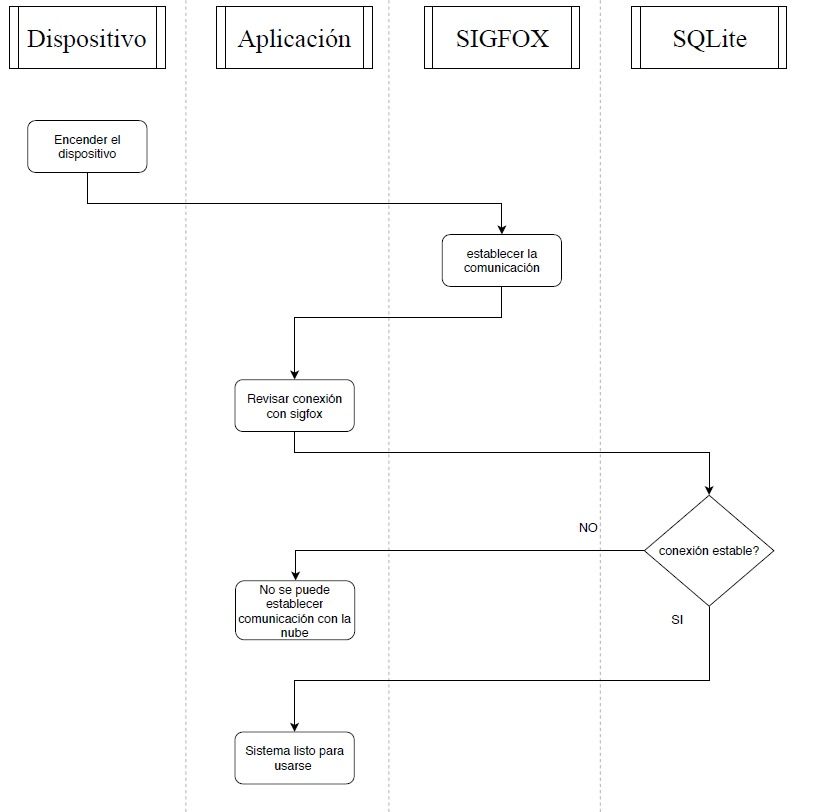 Dispositivo
Aplicación
SIGFOX
SQLite
Encender el
dispositivo
establecer la
comunicación
Revisar conexión
con sigfox
conexión estable?
NO
No se puede
establecer
comunicación con la
nube
SI
Sistema listo para
usarse